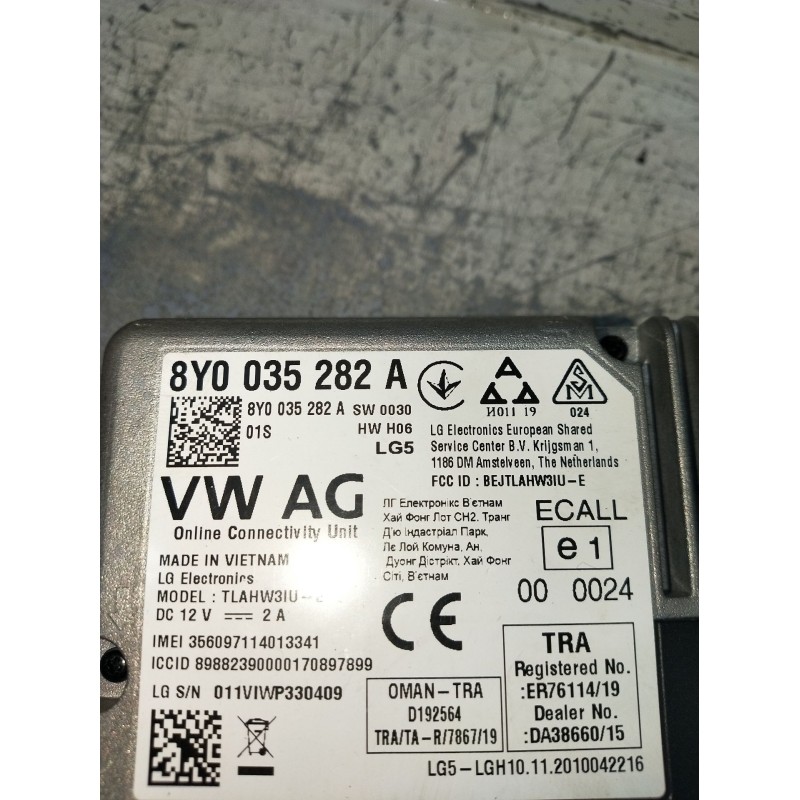 8Y0 035 282 A
8Y0 035 282 A SW 0030
01S HW H06
LG5
И011 19
024
S
M
LG Electronics European Shared
Service Center B.V. Krijgsman 1,
1186 DM Amstelveen, The Netherlands
FCC ID : BEJTLAHW3IU-E
VW AG
Online Connectivity Unit
ЛГ Електронікс В'єтнам
Хай Фонг Лот CH2. Транг
Д'ю Індастріал Парк,
Ле Лой Комуна, Ан,
Дуонг Дістрікт, Хай Фонг
Сіті, В'єтнам
ECALL
e1
00 0024
MADE IN VIETNAM
LG Electronics
MODEL : TLAHW3IU-
DC 12 V 2 A
CE
IMEI 356097114013341
ICCID 89882390000170897899
LG S/N 011VIWP330409
OMAN-TRA
D192564
TRA/TA-R/7867/19
TRA
Registered No.
:ER76114/19
Dealer No.
:DA38660/15
LG5-LGH10.11.2010042216